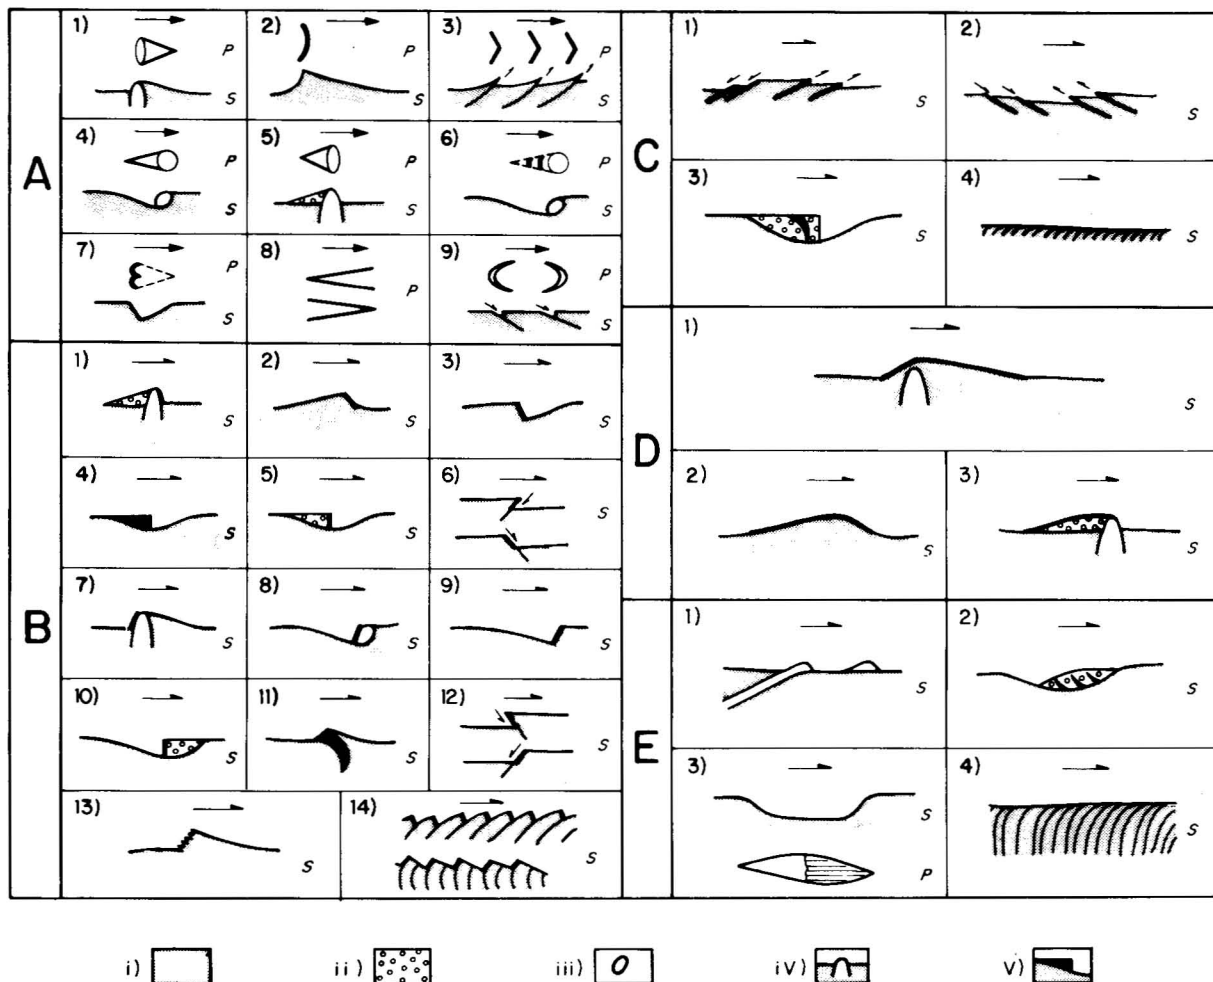 A
1) P S
2) P S
3) P S
4) P S
5) P S
6) P S
7) P S
8) P
9) P S
B
1) S
2) S
3) S
4) S
5) S
6) S
7) S
8) S
9) S
10) S
11) S
12) S
13) S
14) S
C
1) S
2) S
3) S
4) S
D
1) S
2) S
3) S
E
1) S
2) S
3) S P
4) S
i) ii) iii) iv) v)